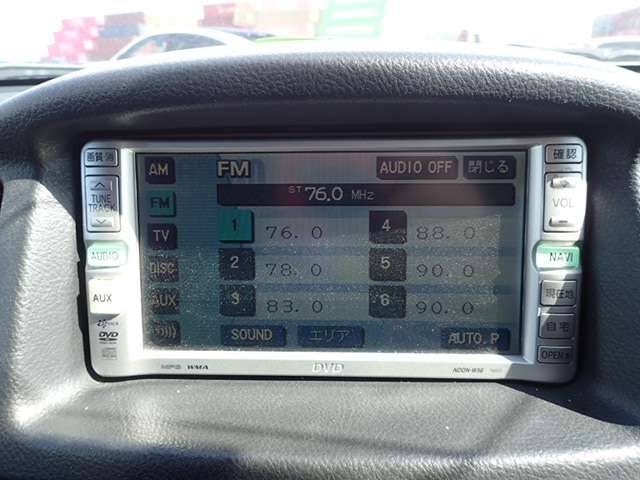 画質 消
TUNE
TRACK
AUDIO
AUX
DVD
AM
FM
TV
DISC
AUX
FM
AUDIO OFF
閉じる
ST 76.0 MHz
1 76.0
4 88.0
2 78.0
5 90.0
3 83.0
6 90.0
SOUND
エリア
AUTO.P
確認
VOL
NAVI
現在地
自宅
OPEN
MP3 WMA
DVD
NDDN-W56